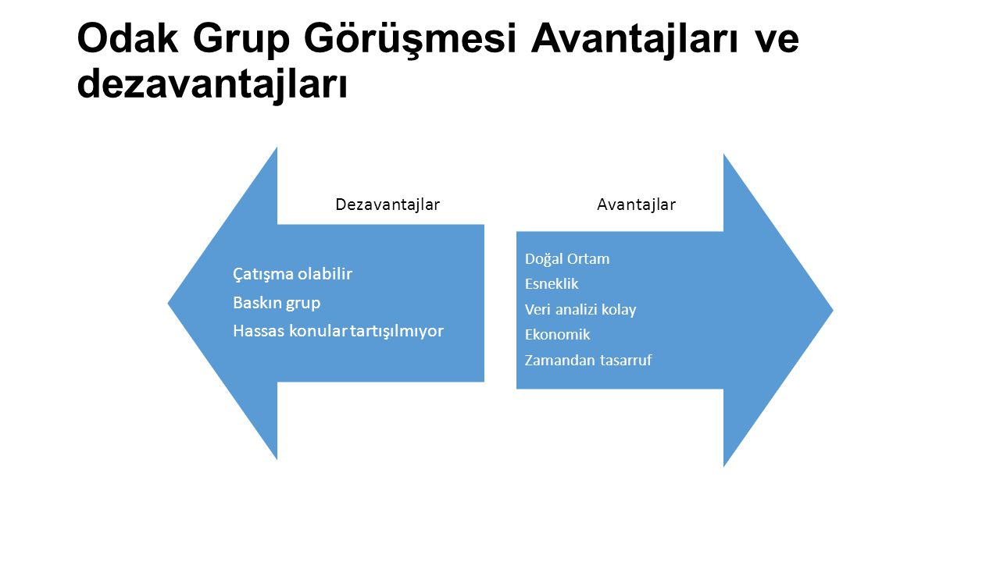 Odak Grup Görüşmesi Avantajları ve
dezavantajları
Dezavantajlar
Çatışma olabilir
Baskın grup
Hassas konular tartışılmıyor
Avantajlar
Doğal Ortam
Esneklik
Veri analizi kolay
Ekonomik
Zamandan tasarruf